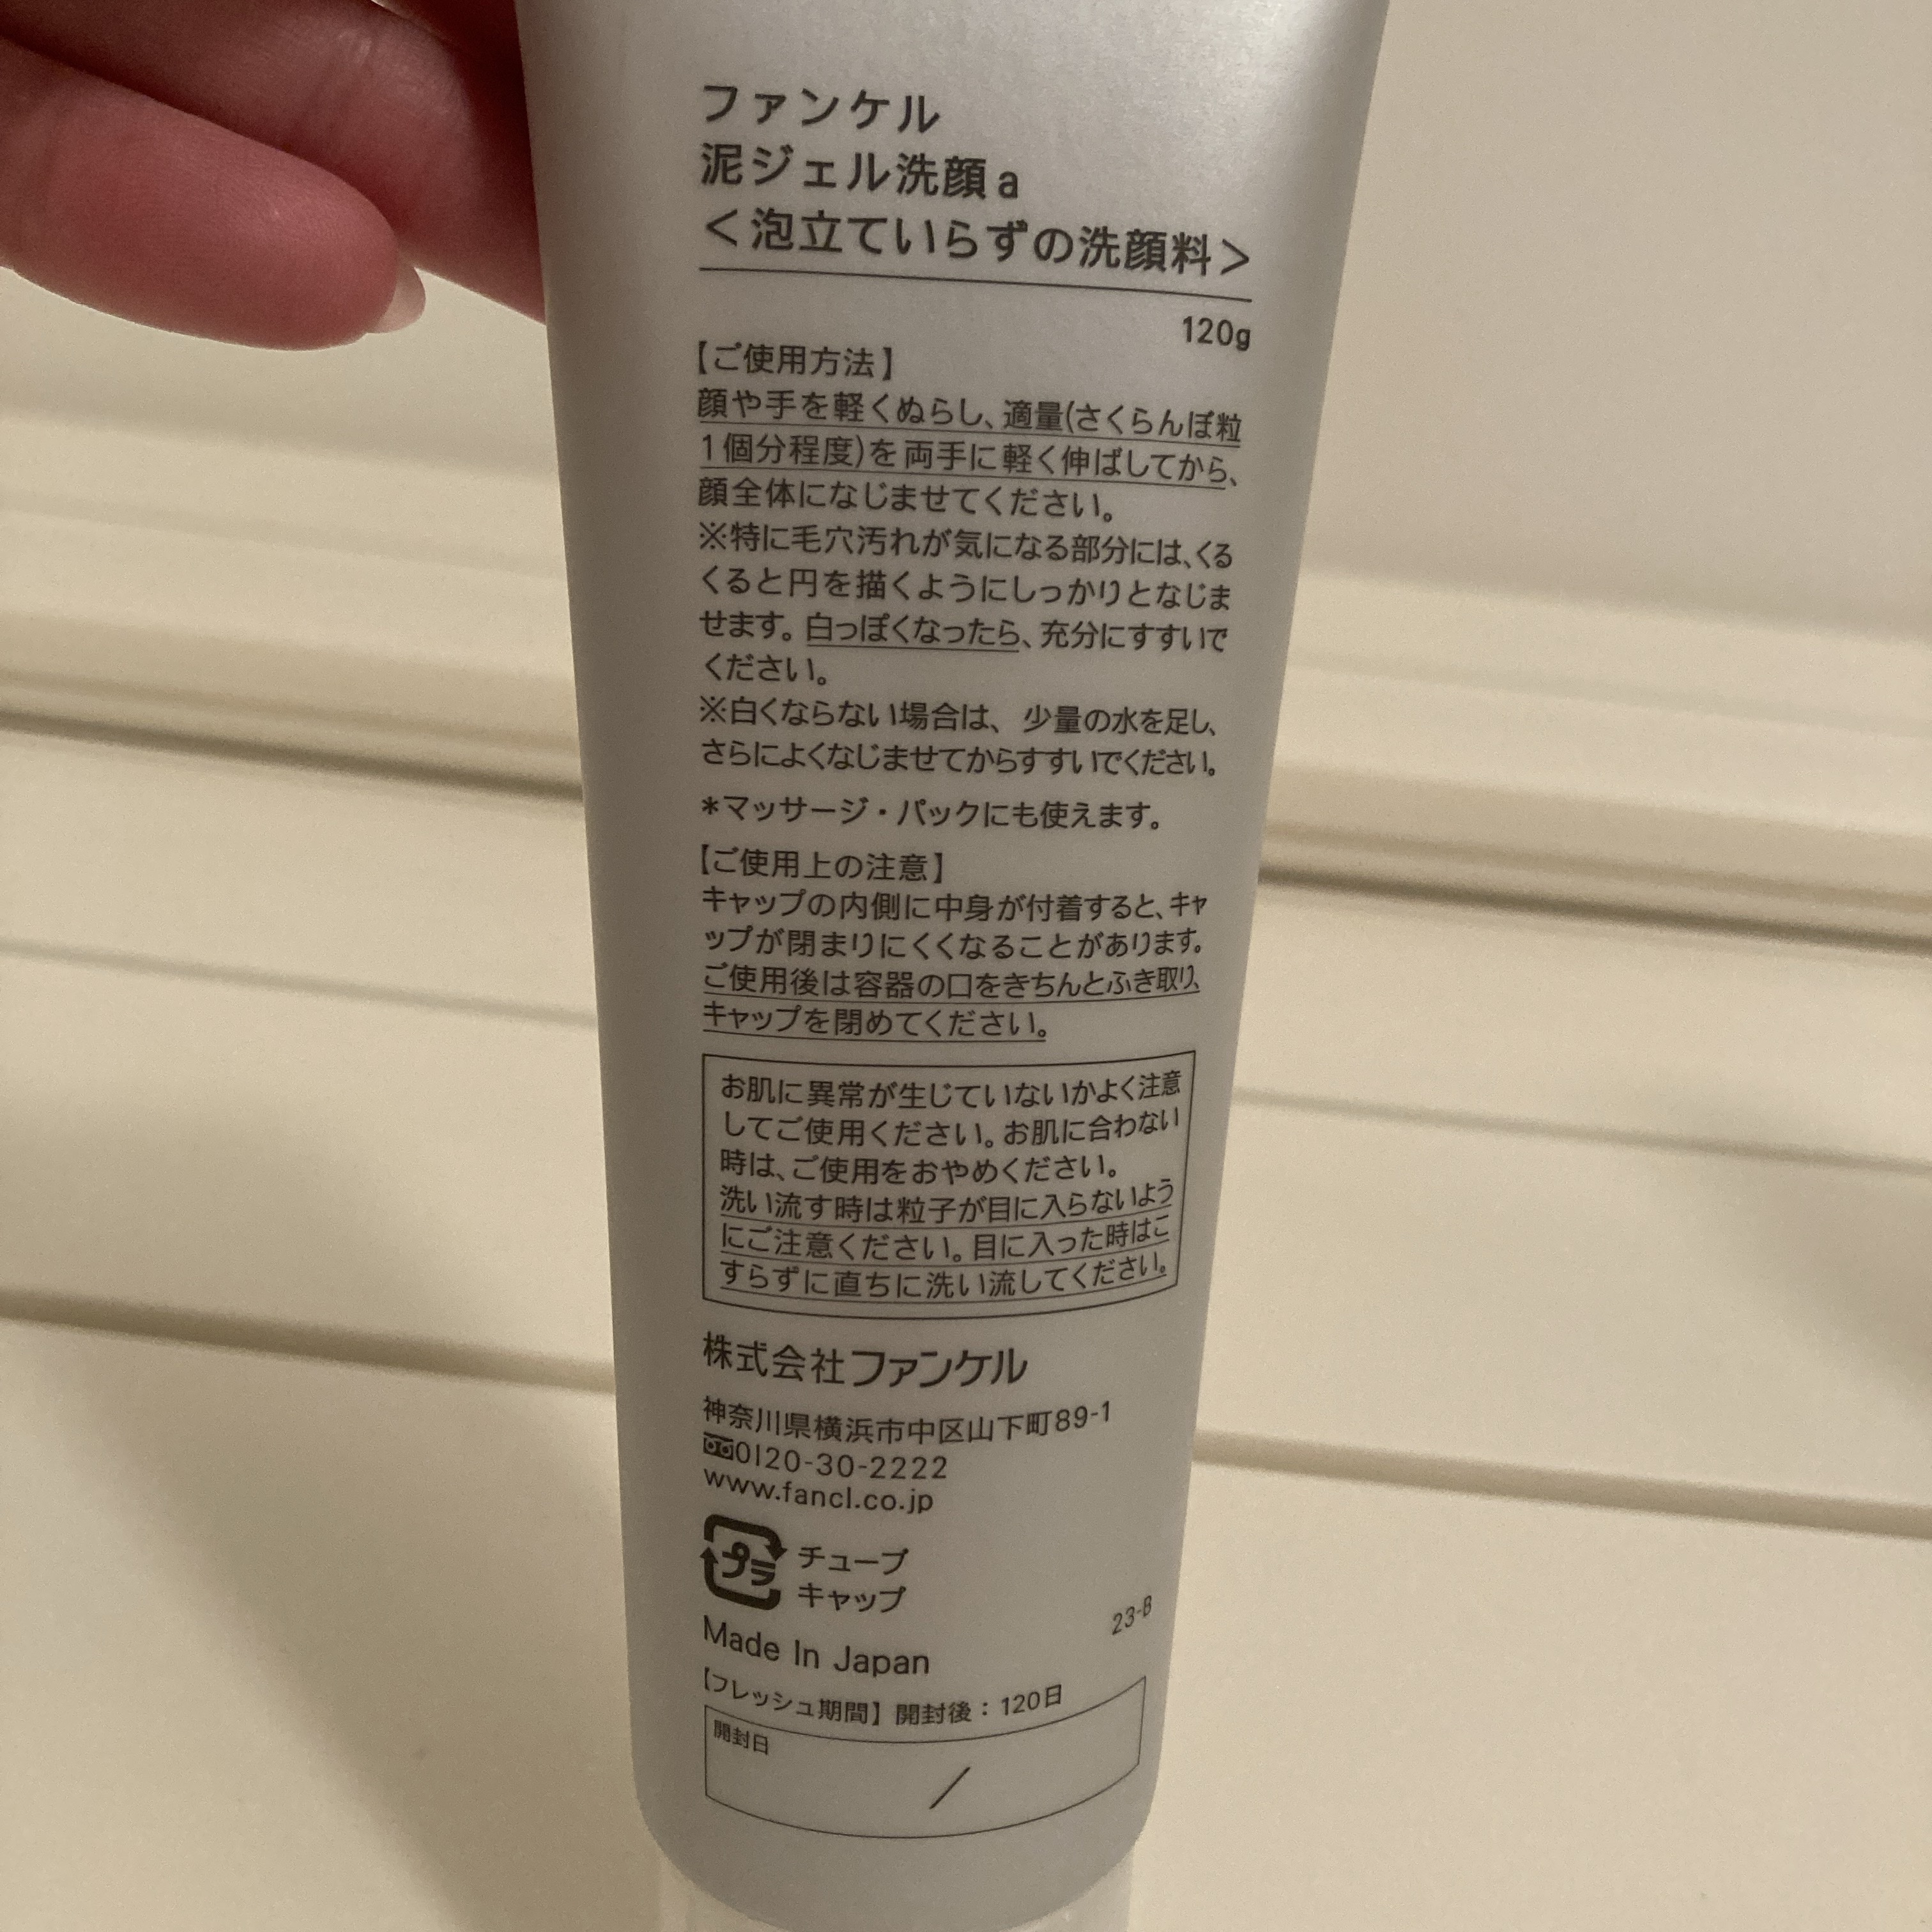 ファンケル
泥ジェル洗顔a
＜泡立ていらずの洗顔料＞
120g
【ご使用方法】
顔や手を軽くぬらし、適量(さくらんぼ粒
1個分程度)を両手に軽く伸ばしてから、
顔全体になじませてください。
※特に毛穴汚れが気になる部分には、くる
くると円を描くようにしっかりとなじま
せます。白っぽくなったら、充分にすすいで
ください。
※白くならない場合は、少量の水を足し、
さらによくなじませてからすすいでください。
*マッサージ・パックにも使えます。
【ご使用上の注意】
キャップの内側に中身が付着すると、キャ
ップが閉まりにくくなることがあります。
ご使用後は容器の口をきちんとふき取り、
キャップを閉めてください。
お肌に異常が生じていないかよく注意
してご使用ください。お肌に合わない
時は、ご使用をおやめください。
洗い流す時は粒子が目に入らないよう
にご注意ください。目に入った時はこ
すらずに直ちに洗い流してください。
株式会社ファンケル
神奈川県横浜市中区山下町89-1
0120-30-2222
www.fancl.co.jp
プラ チューブ
キャップ
23-B
Made In Japan
【フレッシュ期間】開封後：120日
開封日
/